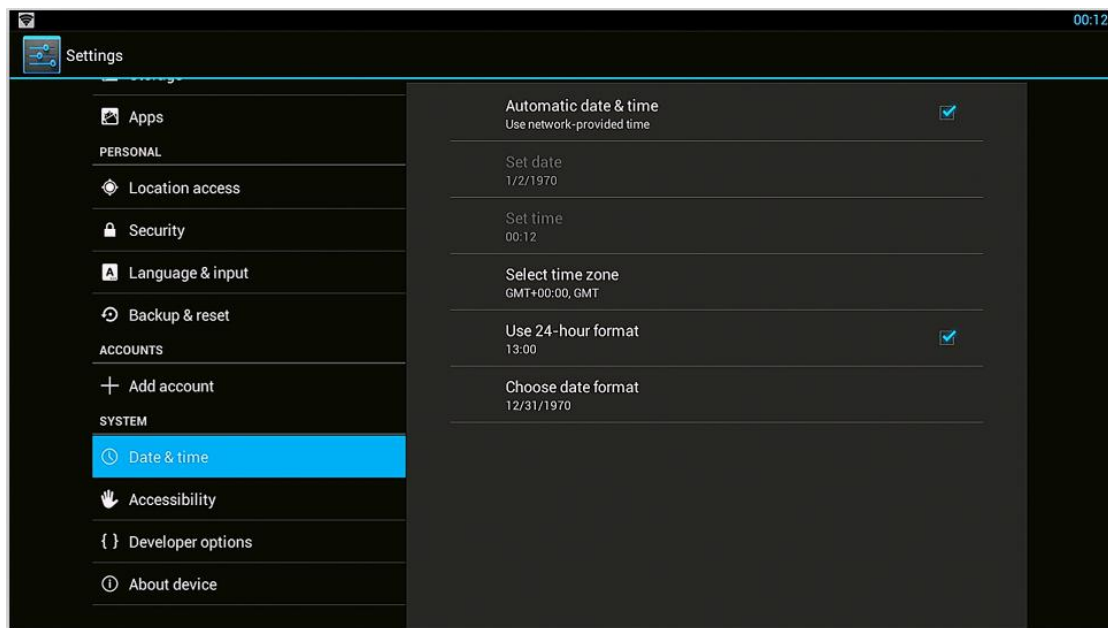 00:12
Settings
Apps
PERSONAL
Location access
Security
Language & input
Backup & reset
ACCOUNTS
Add account
SYSTEM
Date & time
Accessibility
Developer options
About device
Automatic date & time
Use network-provided time
Set date
1/2/1970
Set time
00:12
Select time zone
GMT+00:00, GMT
Use 24-hour format
13:00
Choose date format
12/31/1970